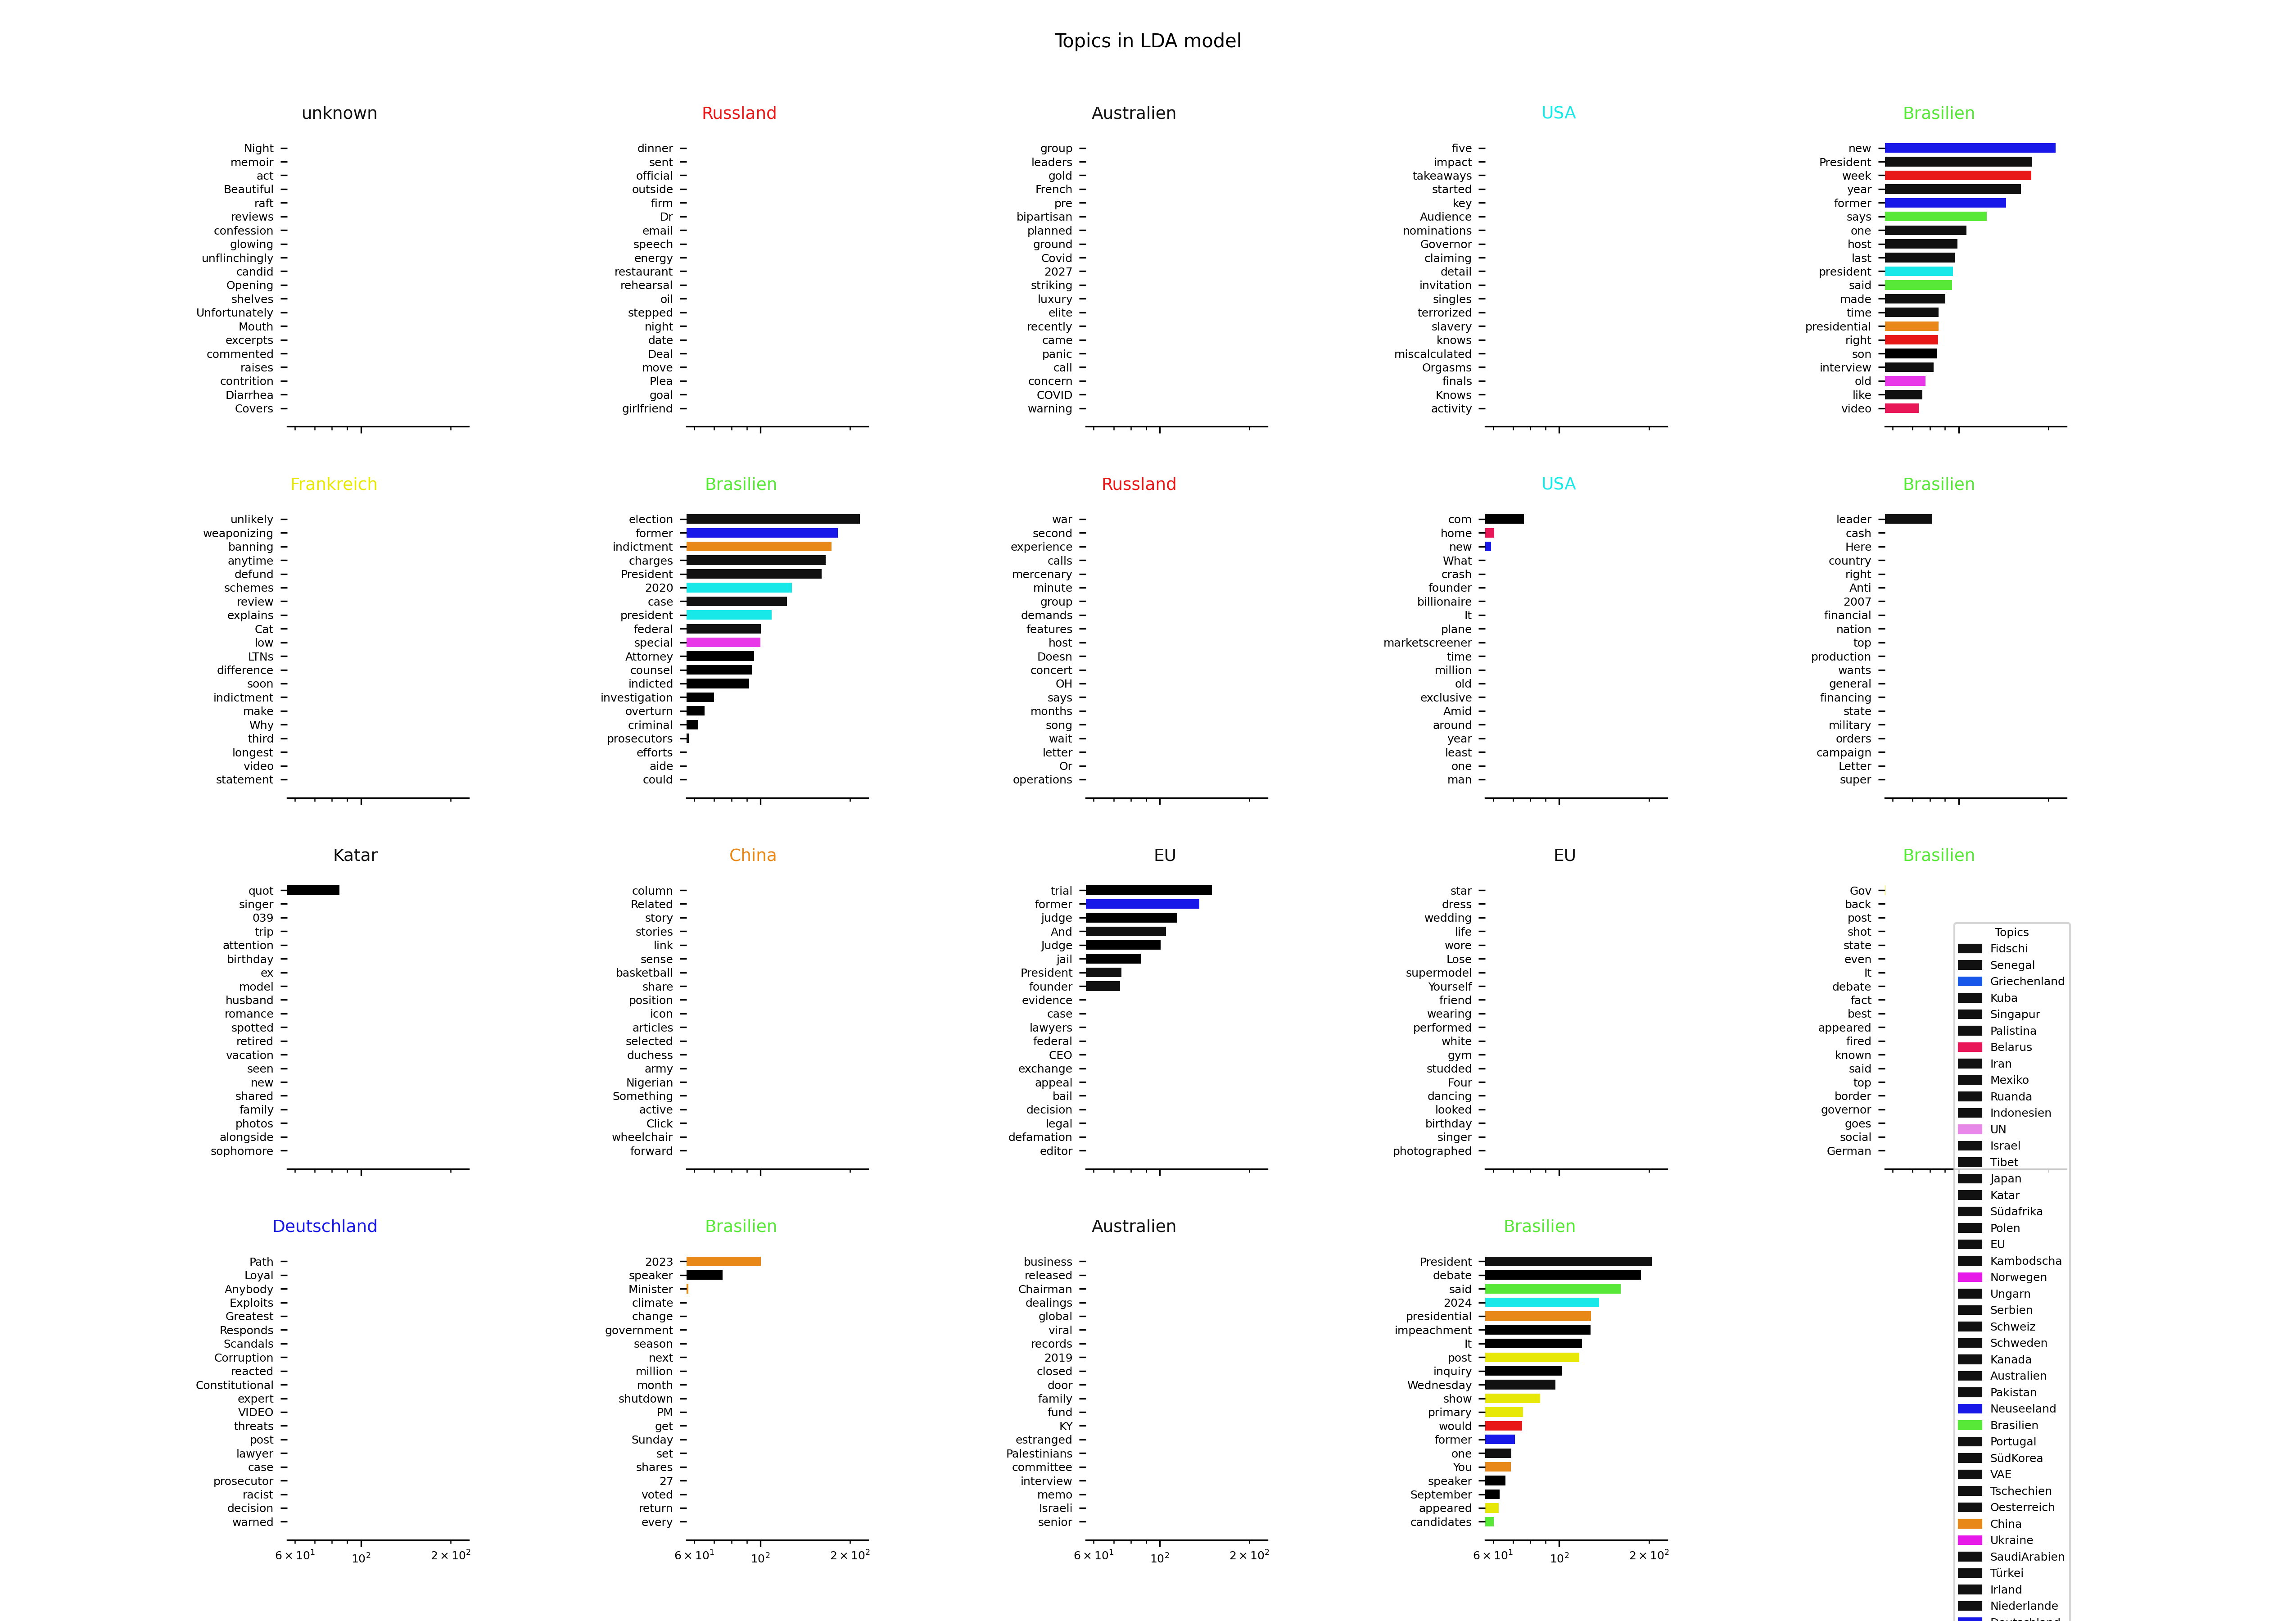 Topics in LDA model
unknown
Night
memoir
act
Beautiful
raft
reviews
confession
glowing
unflinchingly
candid
Opening
shelves
Unfortunately
Mouth
excerpts
commented
raises
contrition
Diarrhea
Covers
Russland
dinner
sent
official
outside
firm
Dr
email
speech
energy
restaurant
rehearsal
oil
stepped
night
date
Deal
move
Plea
goal
girlfriend
Australien
group
leaders
gold
French
pre
bipartisan
planned
ground
Covid
2027
striking
luxury
elite
recently
came
panic
call
concern
COVID
warning
USA
five
impact
takeaways
started
key
Audience
nominations
Governor
claiming
detail
invitation
singles
terrorized
slavery
knows
miscalculated
Orgasms
finals
Knows
activity
Brasilien
new
President
week
year
former
says
one
host
last
president
said
made
time
presidential
right
son
interview
old
like
video
Frankreich
unlikely
weaponizing
banning
anytime
defund
schemes
review
explains
Cat
low
LTNs
difference
soon
indictment
make
Why
third
longest
video
statement
Brasilien
election
former
indictment
charges
President
2020
case
president
federal
special
Attorney
counsel
indicted
investigation
overturn
criminal
prosecutors
efforts
aide
could
Russland
war
second
experience
calls
mercenary
minute
group
demands
features
host
Doesn
concert
OH
says
months
song
wait
letter
Or
operations
USA
com
home
new
What
crash
founder
billionaire
It
plane
marketscreener
time
million
old
exclusive
Amid
around
year
least
one
man
Brasilien
leader
cash
Here
country
right
Anti
2007
financial
nation
top
production
wants
general
financing
state
military
orders
campaign
Letter
super
Katar
quot
singer
039
trip
attention
birthday
ex
model
husband
romance
spotted
retired
vacation
seen
new
shared
family
photos
alongside
sophomore
China
column
Related
story
stories
link
sense
basketball
share
position
icon
articles
selected
duchess
army
Nigerian
Something
active
Click
wheelchair
forward
EU
trial
former
judge
And
Judge
jail
President
founder
evidence
case
lawyers
federal
CEO
exchange
appeal
bail
decision
legal
defamation
editor
EU
star
dress
wedding
life
wore
Lose
supermodel
Yourself
friend
wearing
performed
white
gym
studded
Four
dancing
looked
birthday
singer
photographed
Brasilien
Gov
back
post
shot
state
even
It
debate
fact
best
appeared
fired
known
said
top
border
governor
goes
social
German
Deutschland
Path
Loyal
Anybody
Exploits
Greatest
Responds
Scandals
Corruption
reacted
Constitutional
expert
VIDEO
threats
post
lawyer
case
prosecutor
racist
decision
warned
6 × 10¹ 10² 2 × 10²
Brasilien
2023
speaker
Minister
climate
change
government
season
next
million
month
shutdown
PM
get
Sunday
set
shares
27
voted
return
every
6 × 10¹ 10² 2 × 10²
Australien
business
released
Chairman
dealings
global
viral
records
2019
closed
door
family
fund
KY
estranged
Palestinians
committee
interview
memo
Israeli
senior
6 × 10¹ 10² 2 × 10²
Brasilien
President
debate
said
2024
presidential
impeachment
It
post
inquiry
Wednesday
show
primary
would
former
one
You
speaker
September
appeared
candidates
6 × 10¹ 10² 2 × 10²
Topics
Fidschi
Senegal
Griechenland
Kuba
Singapur
Palistina
Belarus
Iran
Mexiko
Ruanda
Indonesien
UN
Israel
Tibet
Japan
Katar
Südafrika
Polen
EU
Kambodscha
Norwegen
Ungarn
Serbien
Schweiz
Schweden
Kanada
Australien
Pakistan
Neuseeland
Brasilien
Portugal
SüdKorea
VAE
Tschechien
Oesterreich
China
Ukraine
SaudiArabien
Türkei
Irland
Niederlande